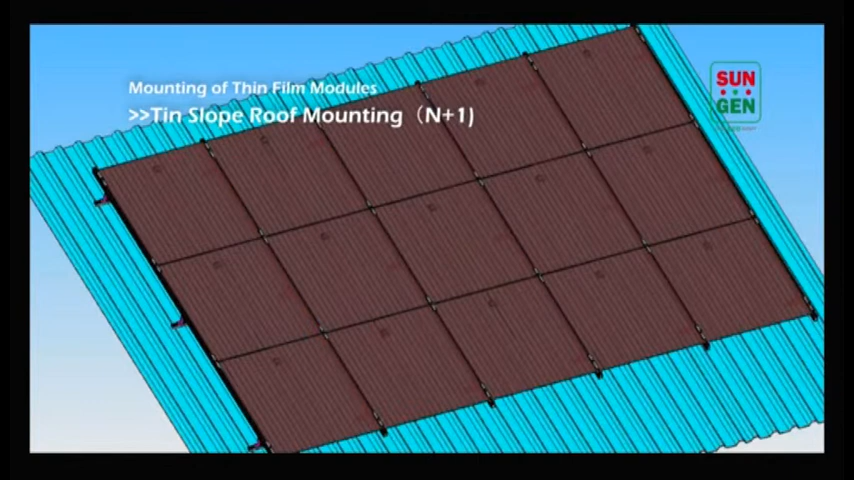 Mounting of Thin Film Modules
>>Tin Slope Roof Mounting（N+1)
SUN
GEN